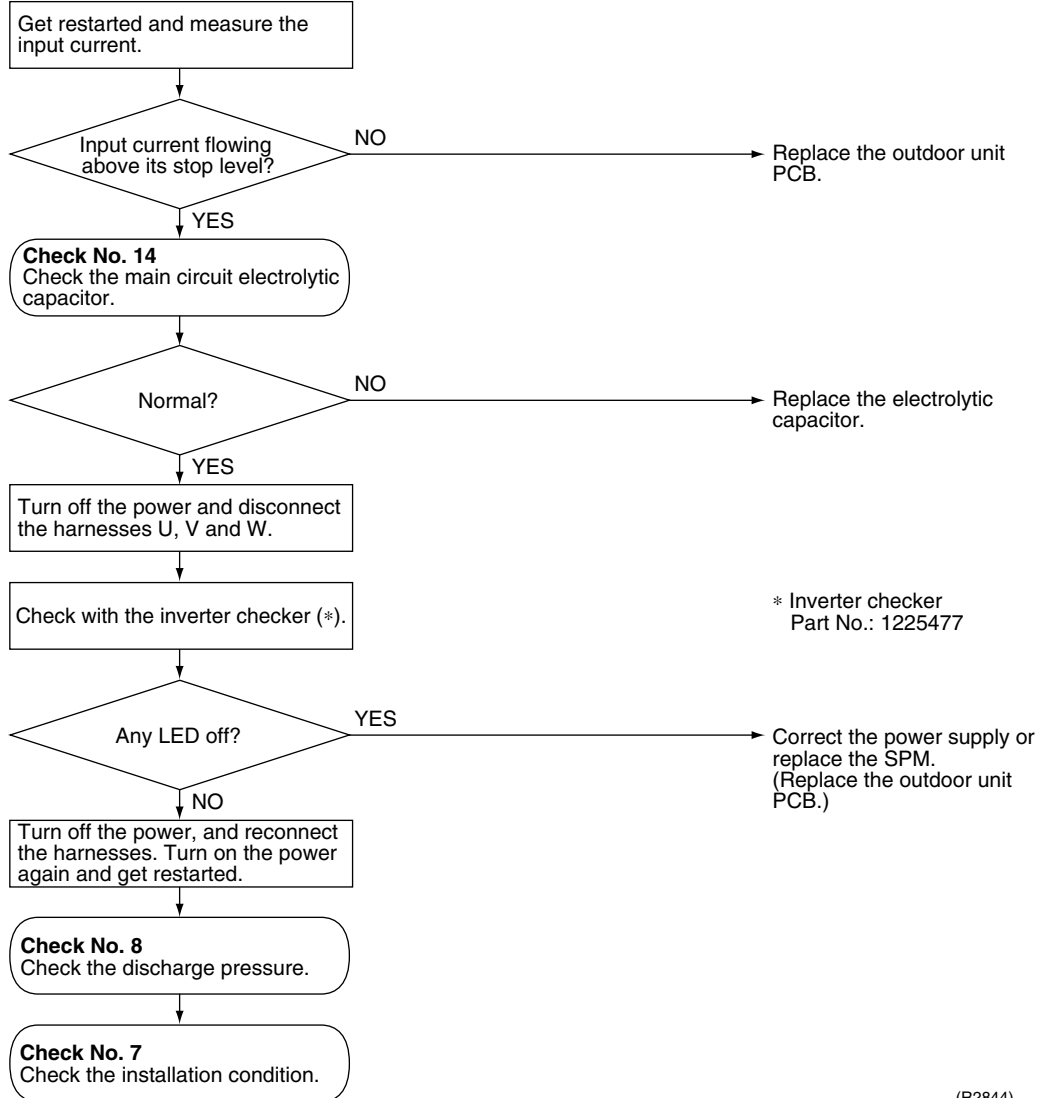 Get restarted and measure the
input current.
Input current flowing
above its stop level?
NO
Replace the outdoor unit
PCB.
YES
Check No. 14
Check the main circuit electrolytic
capacitor.
Normal?
NO
Replace the electrolytic
capacitor.
YES
Turn off the power and disconnect
the harnesses U, V and W.
Check with the inverter checker (*).
* Inverter checker
Part No.: 1225477
Any LED off?
YES
Correct the power supply or
replace the SPM.
(Replace the outdoor unit
PCB.)
NO
Turn off the power, and reconnect
the harnesses. Turn on the power
again and get restarted.
Check No. 8
Check the discharge pressure.
Check No. 7
Check the installation condition.
(R2844)